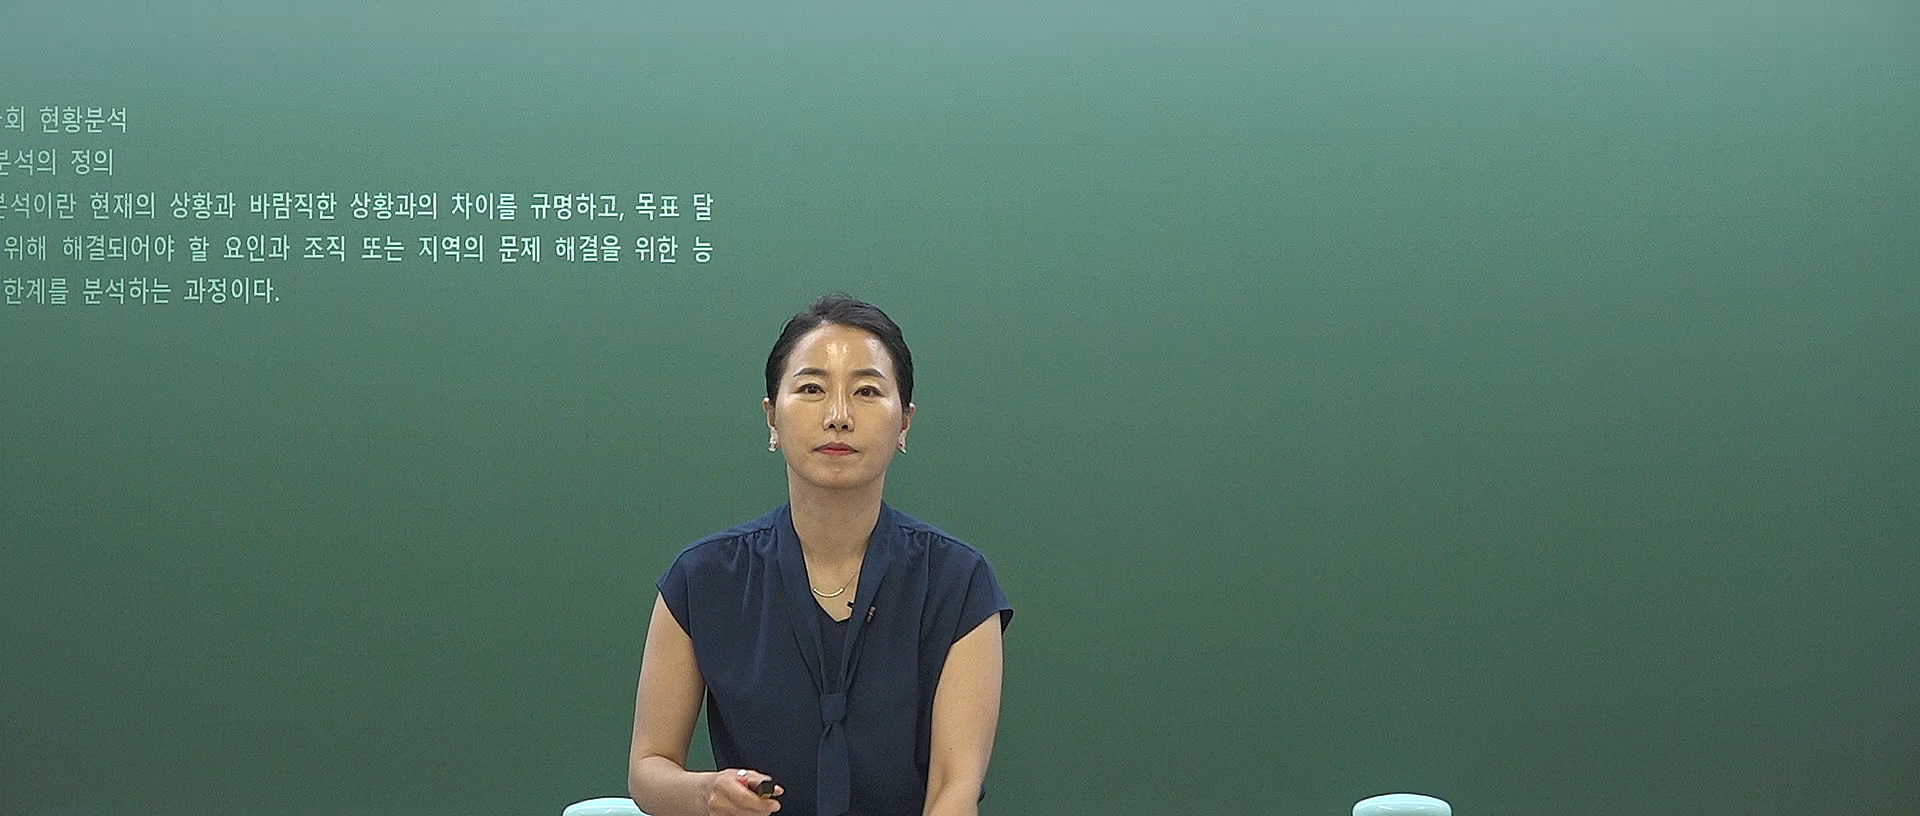 회 현황분석
분석의 정의
분석이란 현재의 상황과 바람직한 상황과의 차이를 규명하고, 목표 달
위해 해결되어야 할 요인과 조직 또는 지역의 문제 해결을 위한 능
한계를 분석하는 과정이다.